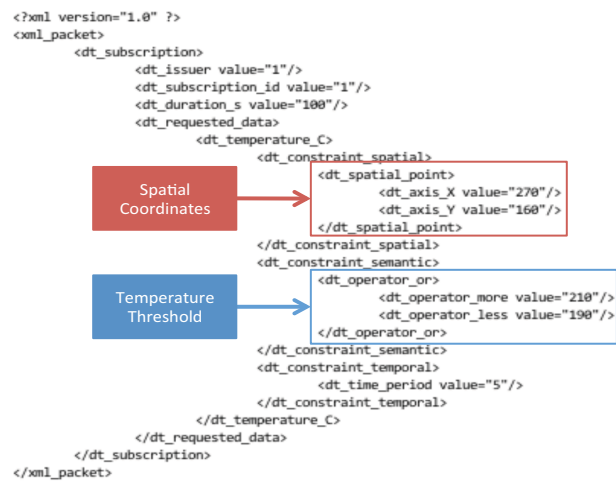 <?xml version="1.0" ?>
<xml_packet>
<dt_subscription>
<dt_issuer value="1"/>
<dt_subscription_id value="1"/>
<dt_duration_s value="100"/>
<dt_requested_data>
<dt_temperature_C>
<dt_constraint_spatial>
<dt_spatial_point>
<dt_axis_X value="270"/>
<dt_axis_Y value="160"/>
</dt_spatial_point>
Spatial
Coordinates
</dt_constraint_spatial>
<dt_constraint_semantic>
<dt_operator_or>
<dt_operator_more value="210"/>
<dt_operator_less value="190"/>
</dt_operator_or>
Temperature
Threshold
</dt_constraint_semantic>
<dt_constraint_temporal>
<dt_time_period value="5"/>
</dt_constraint_temporal>
</dt_temperature_C>
</dt_requested_data>
</dt_subscription>
</xml_packet>